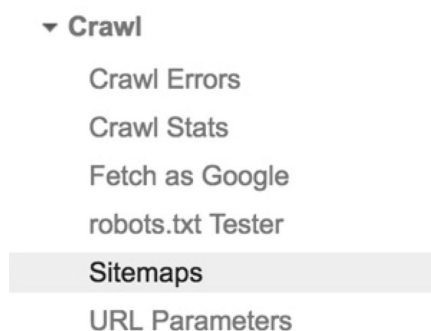 Crawl
Crawl Errors
Crawl Stats
Fetch as Google
robots.txt Tester
Sitemaps
URL Parameters